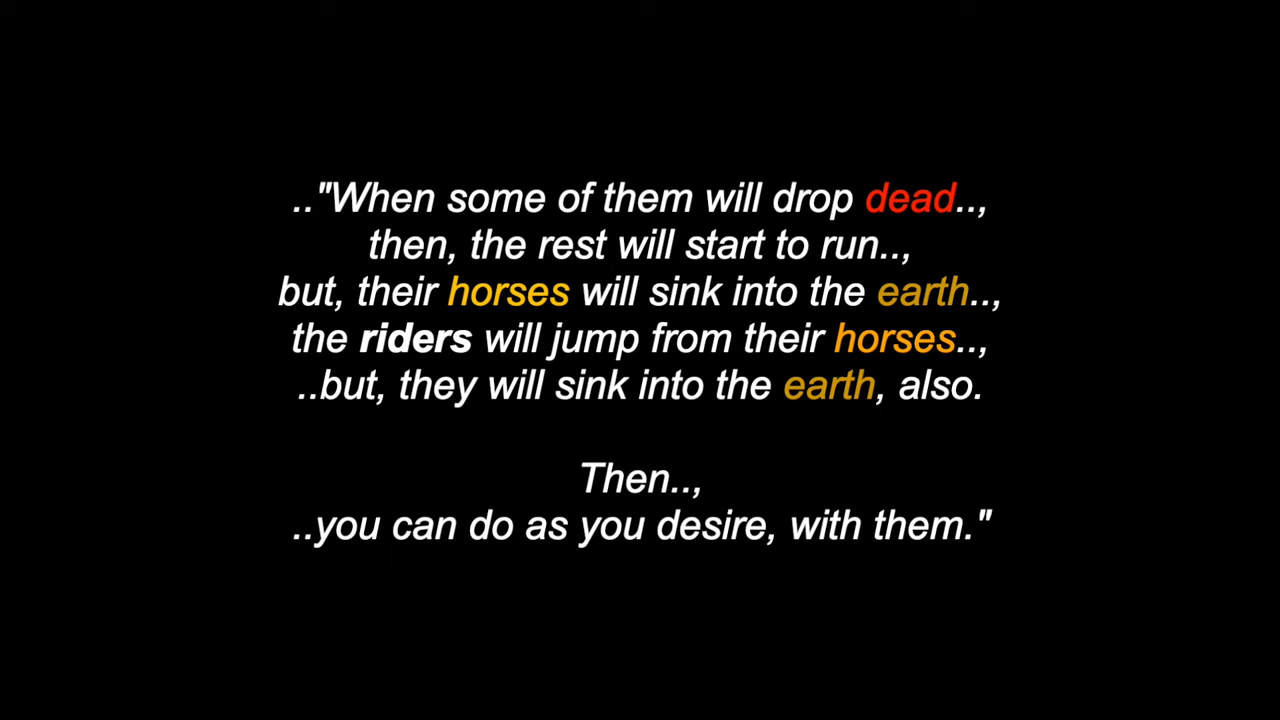 .."When some of them will drop dead..,
then, the rest will start to run..,
but, their horses will sink into the earth..,
the riders will jump from their horses..,
..but, they will sink into the earth, also.
Then..,
..you can do as you desire, with them."